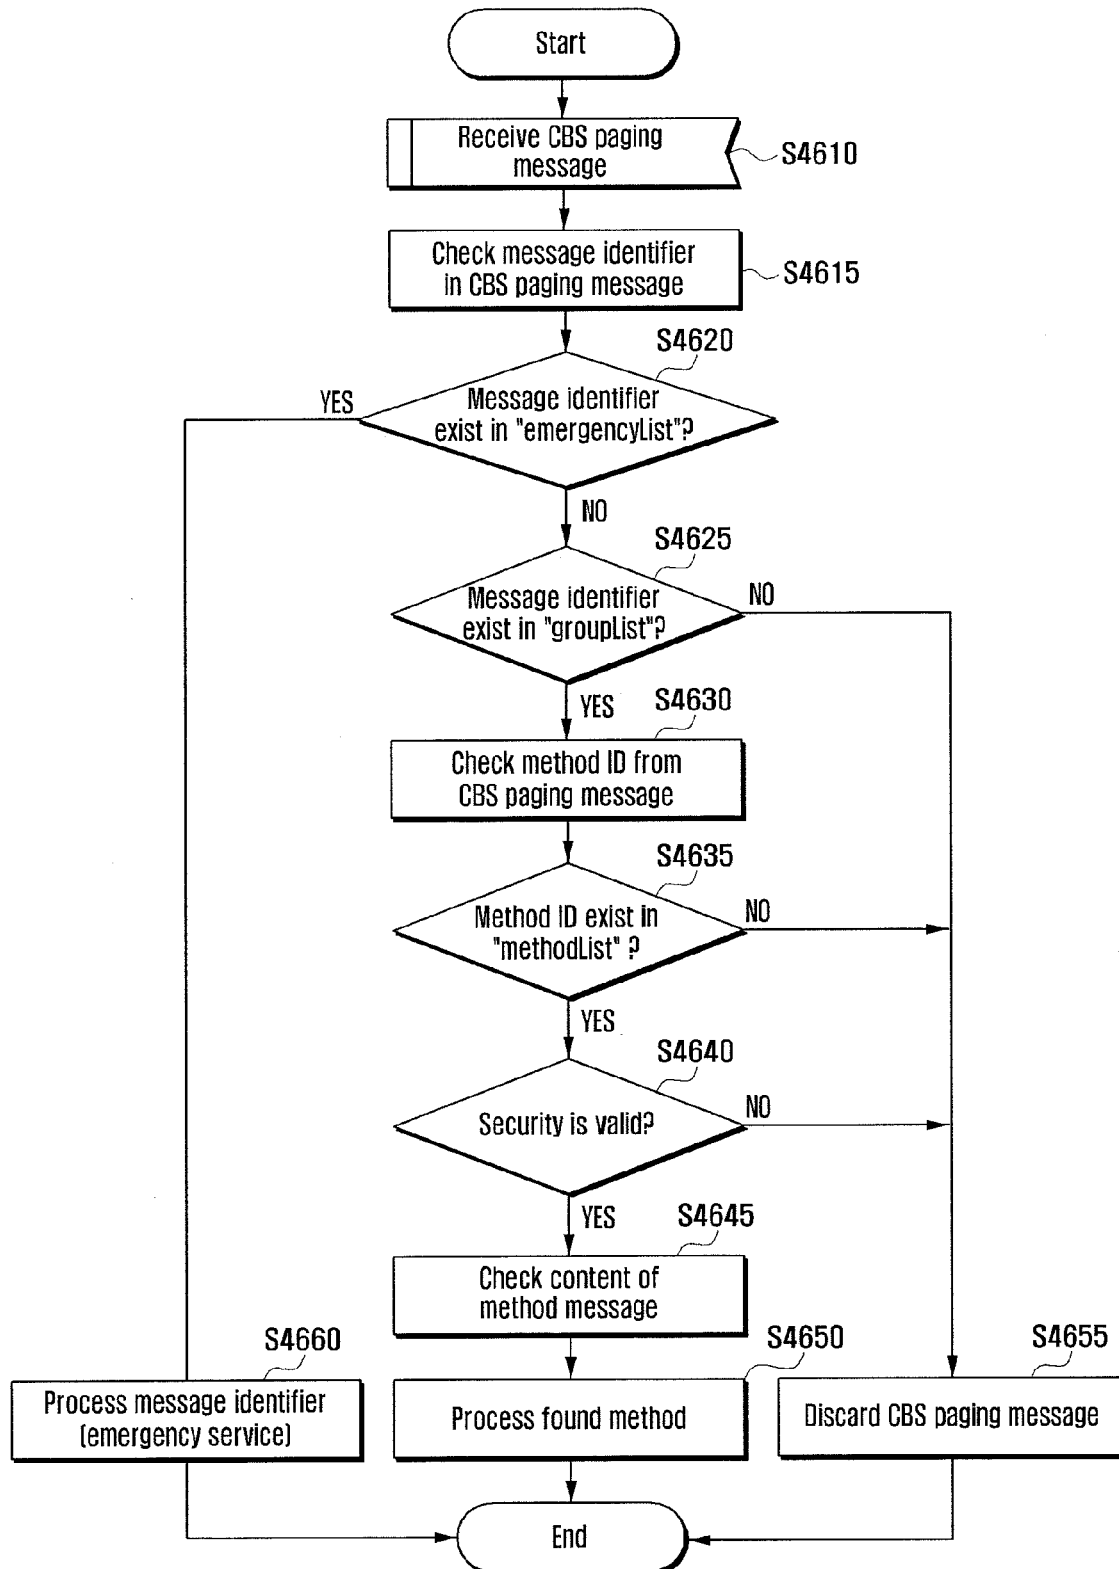 Start
Receive CBS paging
message
S4610
Check message identifier
in CBS paging message
S4615
S4620
Message identifier
exist in "emergencyList"?
YES
NO
S4625
Message identifier
exist in "groupList"?
NO
YES
S4630
Check method ID from
CBS paging message
S4635
Method ID exist in
"methodList" ?
NO
YES
S4640
Security is valid?
NO
YES
S4645
Check content of
method message
S4660
Process message identifier
(emergency service)
S4650
Process found method
S4655
Discard CBS paging message
End